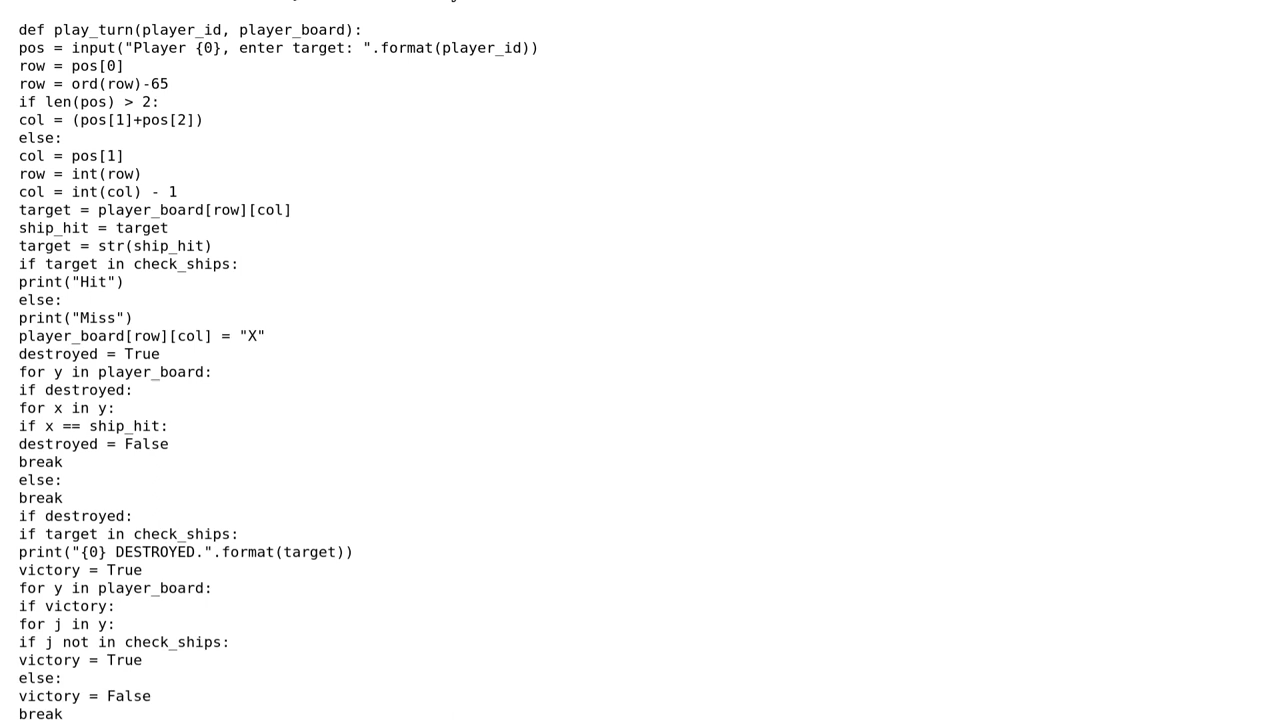 def play_turn(player_id, player_board):
pos = input("Player {0}, enter target: ".format(player_id))
row = pos[0]
row = ord(row)-65
if len(pos) > 2:
col = (pos[1]+pos[2])
else:
col = pos[1]
row = int(row)
col = int(col) - 1
target = player_board[row][col]
ship_hit = target
target = str(ship_hit)
if target in check_ships:
print("Hit")
else:
print("Miss")
player_board[row][col] = "X"
destroyed = True
for y in player_board:
if destroyed:
for x in y:
if x == ship_hit:
destroyed = False
break
else:
break
if destroyed:
if target in check_ships:
print("{0} DESTROYED.".format(target))
victory = True
for y in player_board:
if victory:
for j in y:
if j not in check_ships:
victory = True
else:
victory = False
break